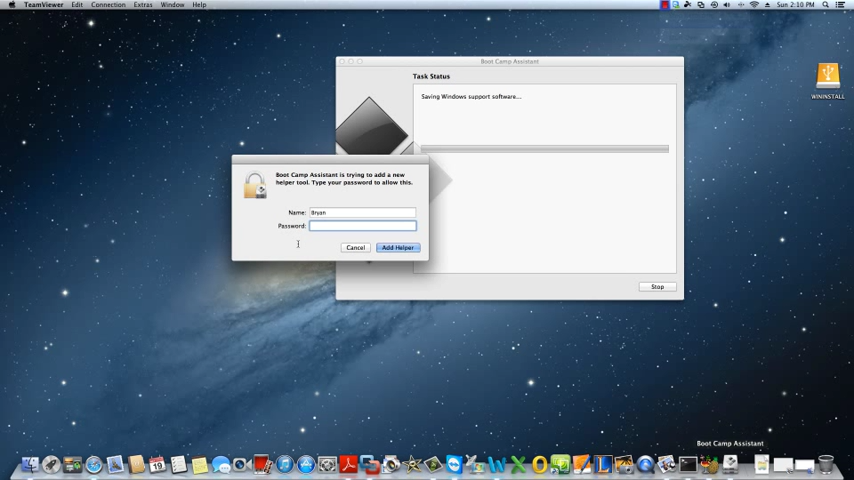 TeamViewer Edit Connection Extras Window Help
Sun 2:10 PM
Boot Camp Assistant
Task Status
Saving Windows support software...
WININSTALL
Boot Camp Assistant is trying to add a new
helper tool. Type your password to allow this.
Name: Bryan
Password:
Cancel Add Helper
Stop
Boot Camp Assistant
19